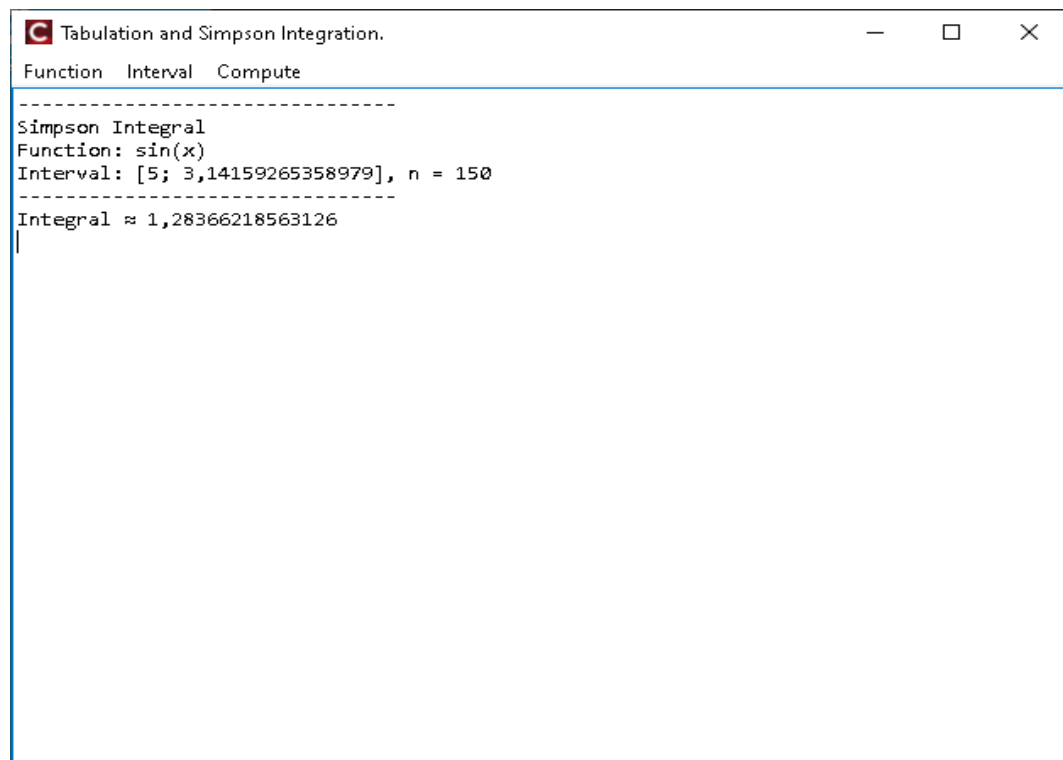 Tabulation and Simpson Integration.
Function Interval Compute
--------------------------------
Simpson Integral
Function: sin(x)
Interval: [5; 3,14159265358979], n = 150
--------------------------------
Integral ≈ 1,28366218563126